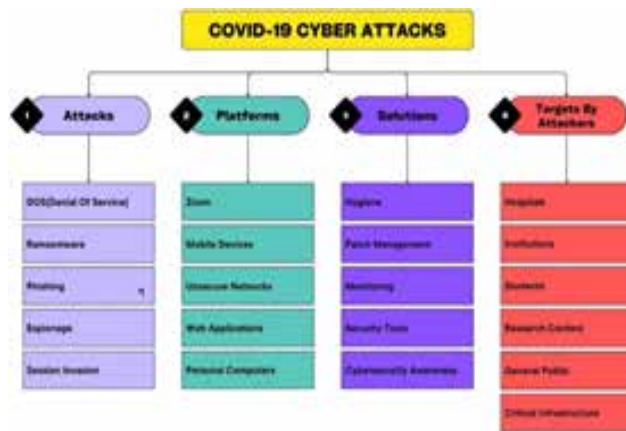 COVID-19 CYBER ATTACKS
1
Attacks
2
Platforms
3
Solutions
4
Targets By
Attackers
DOS(Denial Of Service)
Ransomware
Phishing
Espionage
Session Invasion
Zoom
Mobile Devices
Unsecure Networks
Web Applications
Personal Computers
Hygiene
Patch Management
Monitoring
Security Tools
Cybersecurity Awareness
Hospitals
Institutions
Students
Research Centers
General Public
Critical Infrastructure